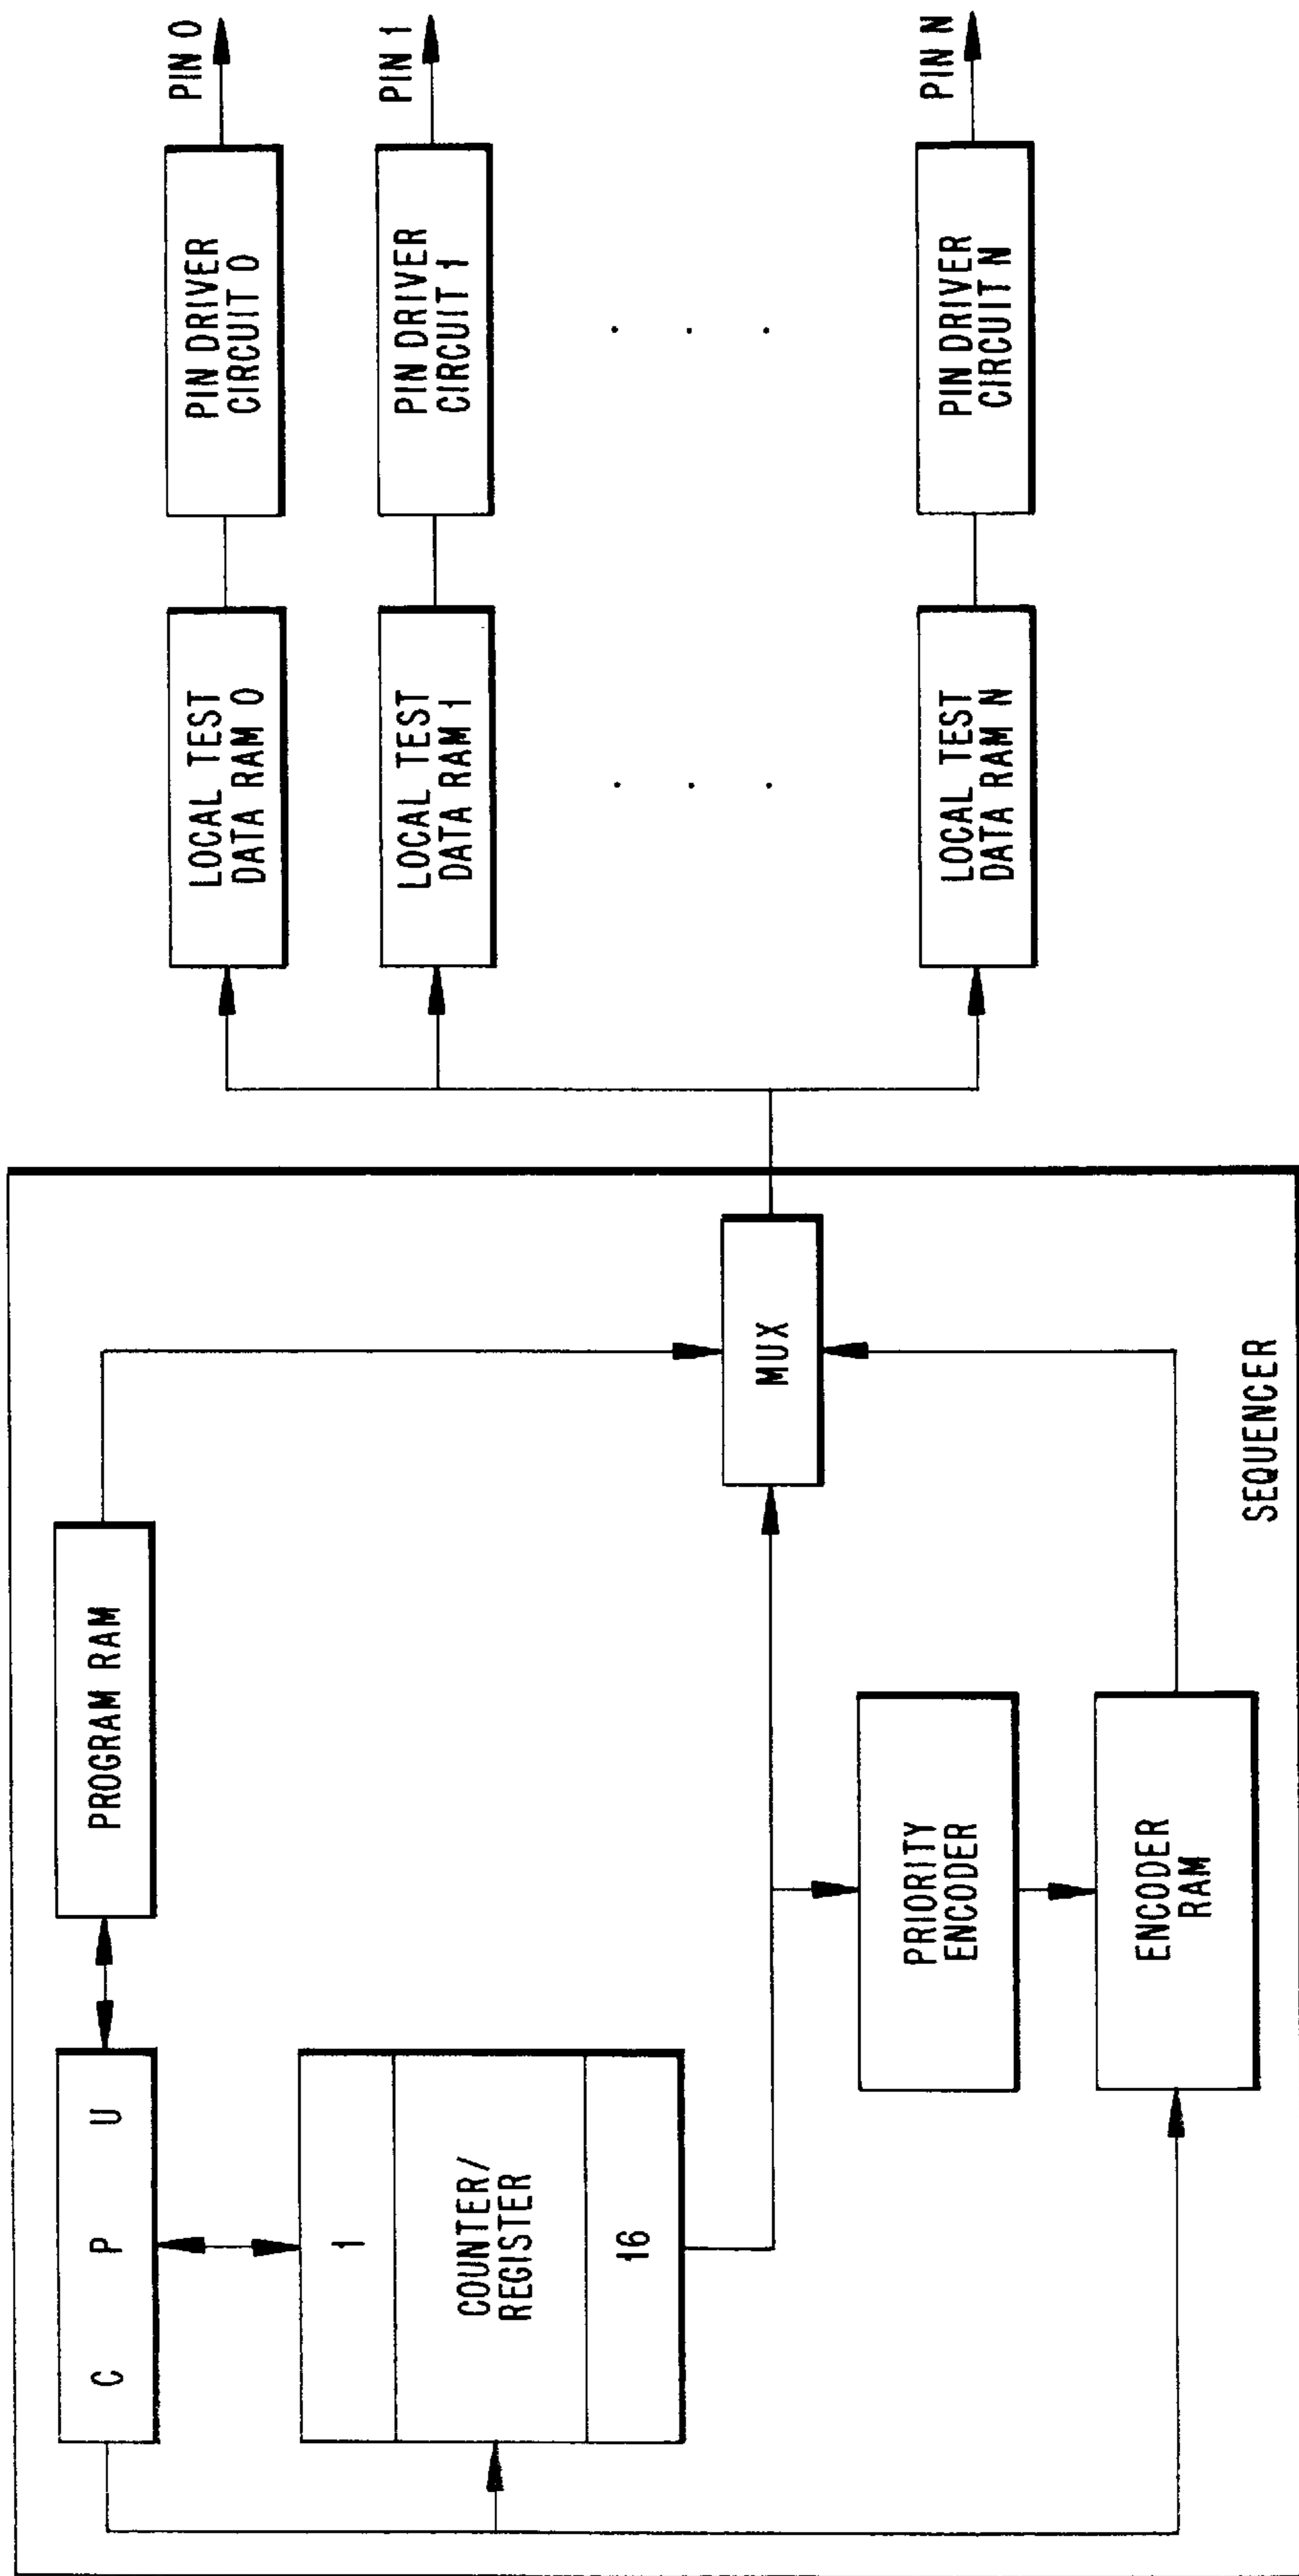 C P U
PROGRAM RAM
1
COUNTER/
REGISTER
16
MUX
PRIORITY
ENCODER
ENCODER
RAM
SEQUENCER
LOCAL TEST
DATA RAM 0
PIN DRIVER
CIRCUIT 0
PIN 0
LOCAL TEST
DATA RAM 1
PIN DRIVER
CIRCUIT 1
PIN 1
. . .
. . .
LOCAL TEST
DATA RAM N
PIN DRIVER
CIRCUIT N
PIN N